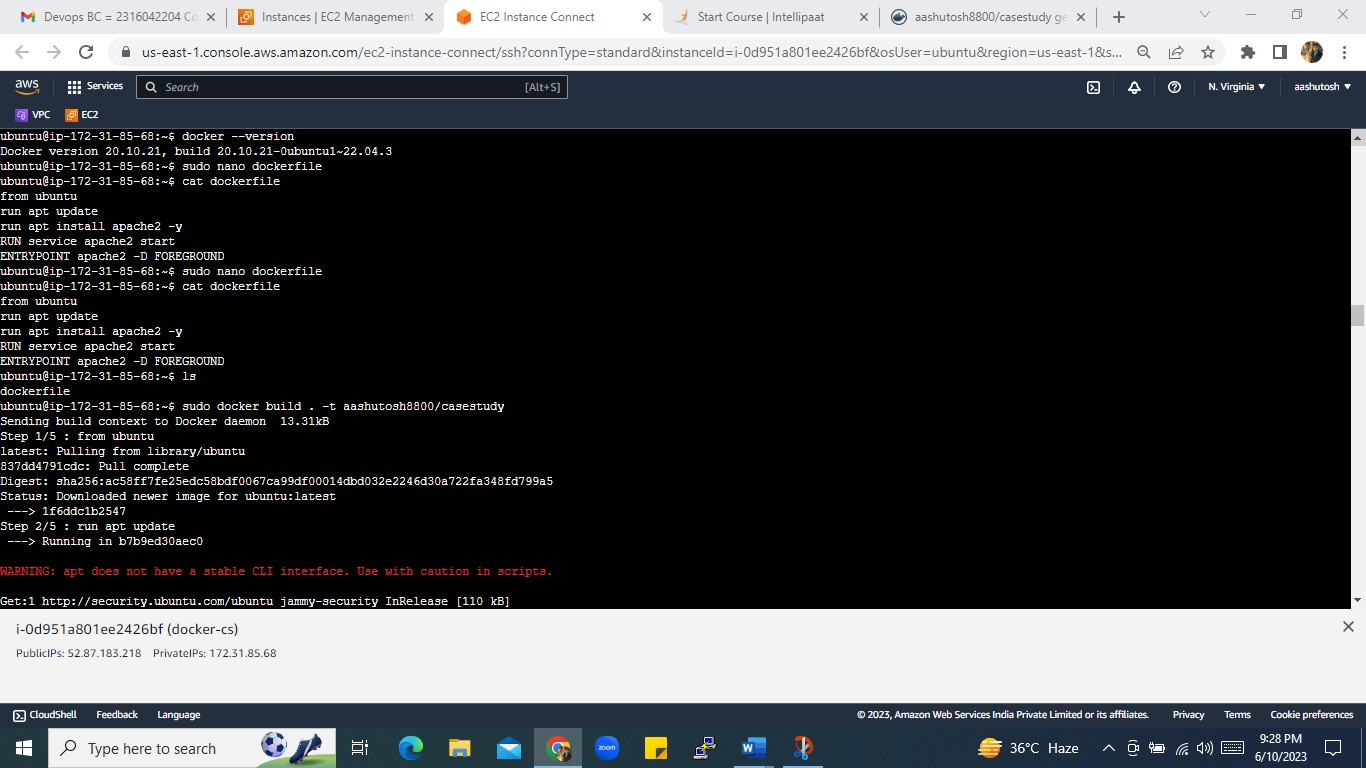 Devops BC = 2316042204 Co
Instances | EC2 Management
EC2 Instance Connect
Start Course | Intellipaat
aashutosh8800/casestudy ge
us-east-1.console.aws.amazon.com/ec2-instance-connect/ssh?connType=standard&instanceId=i-0d951a801ee2426bf&osUser=ubuntu&region=us-east-1&s...
aws
Services
Search
[Alt+S]
N. Virginia
aashutosh
VPC
EC2
ubuntu@ip-172-31-85-68:~$ docker --version
Docker version 20.10.21, build 20.10.21-0ubuntu1~22.04.3
ubuntu@ip-172-31-85-68:~$ sudo nano dockerfile
ubuntu@ip-172-31-85-68:~$ cat dockerfile
from ubuntu
run apt update
run apt install apache2 -y
RUN service apache2 start
ENTRYPOINT apache2 -D FOREGROUND
ubuntu@ip-172-31-85-68:~$ sudo nano dockerfile
ubuntu@ip-172-31-85-68:~$ cat dockerfile
from ubuntu
run apt update
run apt install apache2 -y
RUN service apache2 start
ENTRYPOINT apache2 -D FOREGROUND
ubuntu@ip-172-31-85-68:~$ ls
dockerfile
ubuntu@ip-172-31-85-68:~$ sudo docker build . -t aashutosh8800/casestudy
Sending build context to Docker daemon  13.31kB
Step 1/5 : from ubuntu
latest: Pulling from library/ubuntu
837dd4791cdc: Pull complete
Digest: sha256:ac58ff7fe25edc58bdf0067ca99df00014dbd032e2246d30a722fa348fd799a5
Status: Downloaded newer image for ubuntu:latest
---> 1f6ddc1b2547
Step 2/5 : run apt update
---> Running in b7b9ed30aec0
WARNING: apt does not have a stable CLI interface. Use with caution in scripts.
Get:1 http://security.ubuntu.com/ubuntu jammy-security InRelease [110 kB]
i-0d951a801ee2426bf (docker-cs)
PublicIPs: 52.87.183.218 PrivateIPs: 172.31.85.68
CloudShell
Feedback
Language
© 2023, Amazon Web Services India Private Limited or its affiliates.
Privacy
Terms
Cookie preferences
Type here to search
zoom
36°C Haze
9:28 PM
6/10/2023